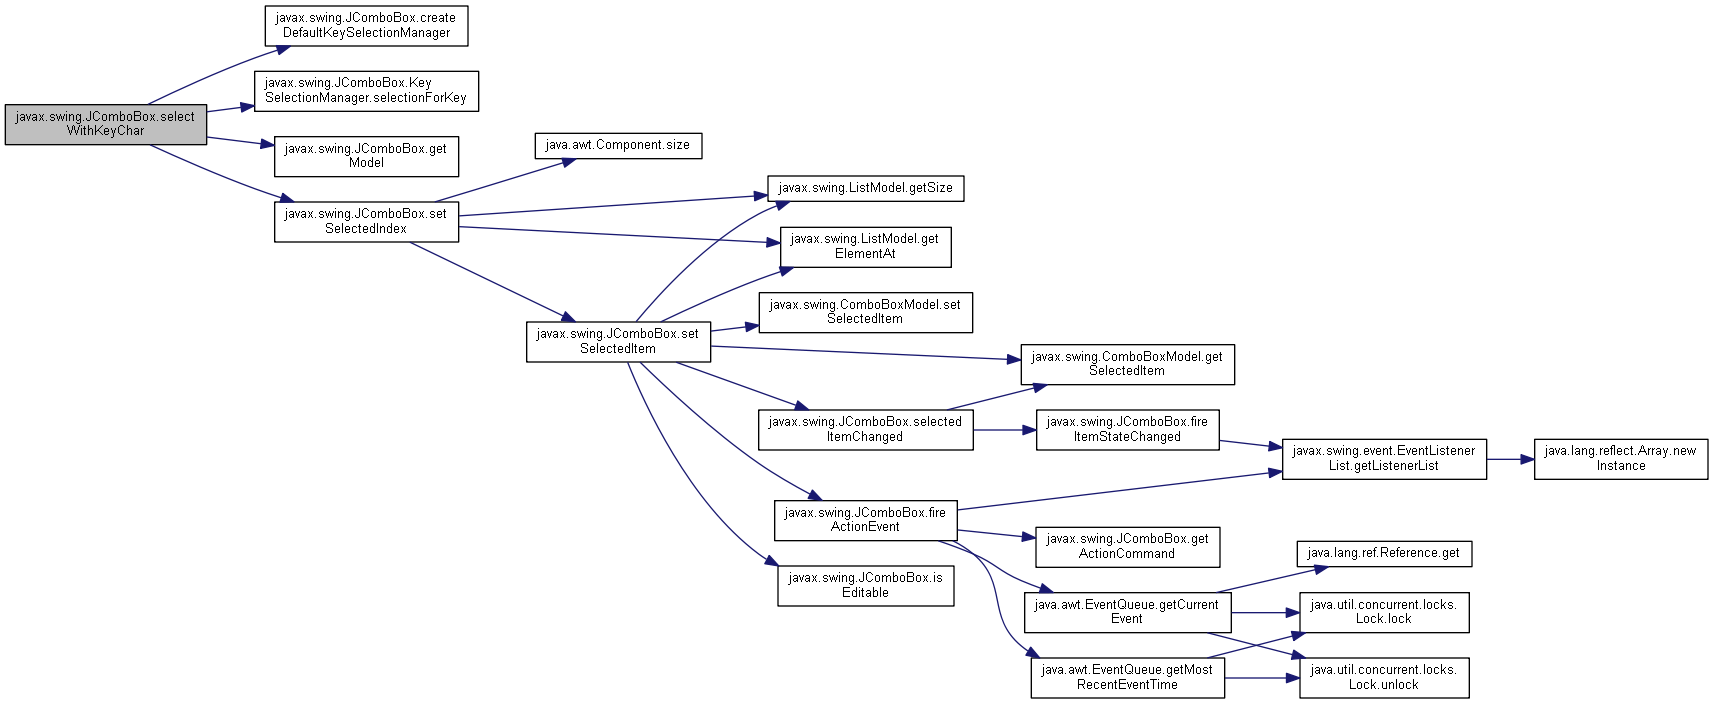 javax.swing.JComboBox.create
DefaultKeySelectionManager
javax.swing.JComboBox.Key
SelectionManager.selectionForKey
javax.swing.JComboBox.select
WithKeyChar
javax.swing.JComboBox.get
Model
javax.swing.JComboBox.set
SelectedIndex
java.awt.Component.size
javax.swing.ListModel.getSize
javax.swing.ListModel.get
ElementAt
javax.swing.ComboBoxModel.set
SelectedItem
javax.swing.JComboBox.set
SelectedItem
javax.swing.ComboBoxModel.get
SelectedItem
javax.swing.JComboBox.selected
ItemChanged
javax.swing.JComboBox.fire
ItemStateChanged
javax.swing.event.EventListener
List.getListenerList
java.lang.reflect.Array.new
Instance
javax.swing.JComboBox.fire
ActionEvent
javax.swing.JComboBox.get
ActionCommand
javax.swing.JComboBox.is
Editable
java.lang.ref.Reference.get
java.awt.EventQueue.getCurrent
Event
java.util.concurrent.locks.
Lock.lock
java.awt.EventQueue.getMost
RecentEventTime
java.util.concurrent.locks.
Lock.unlock